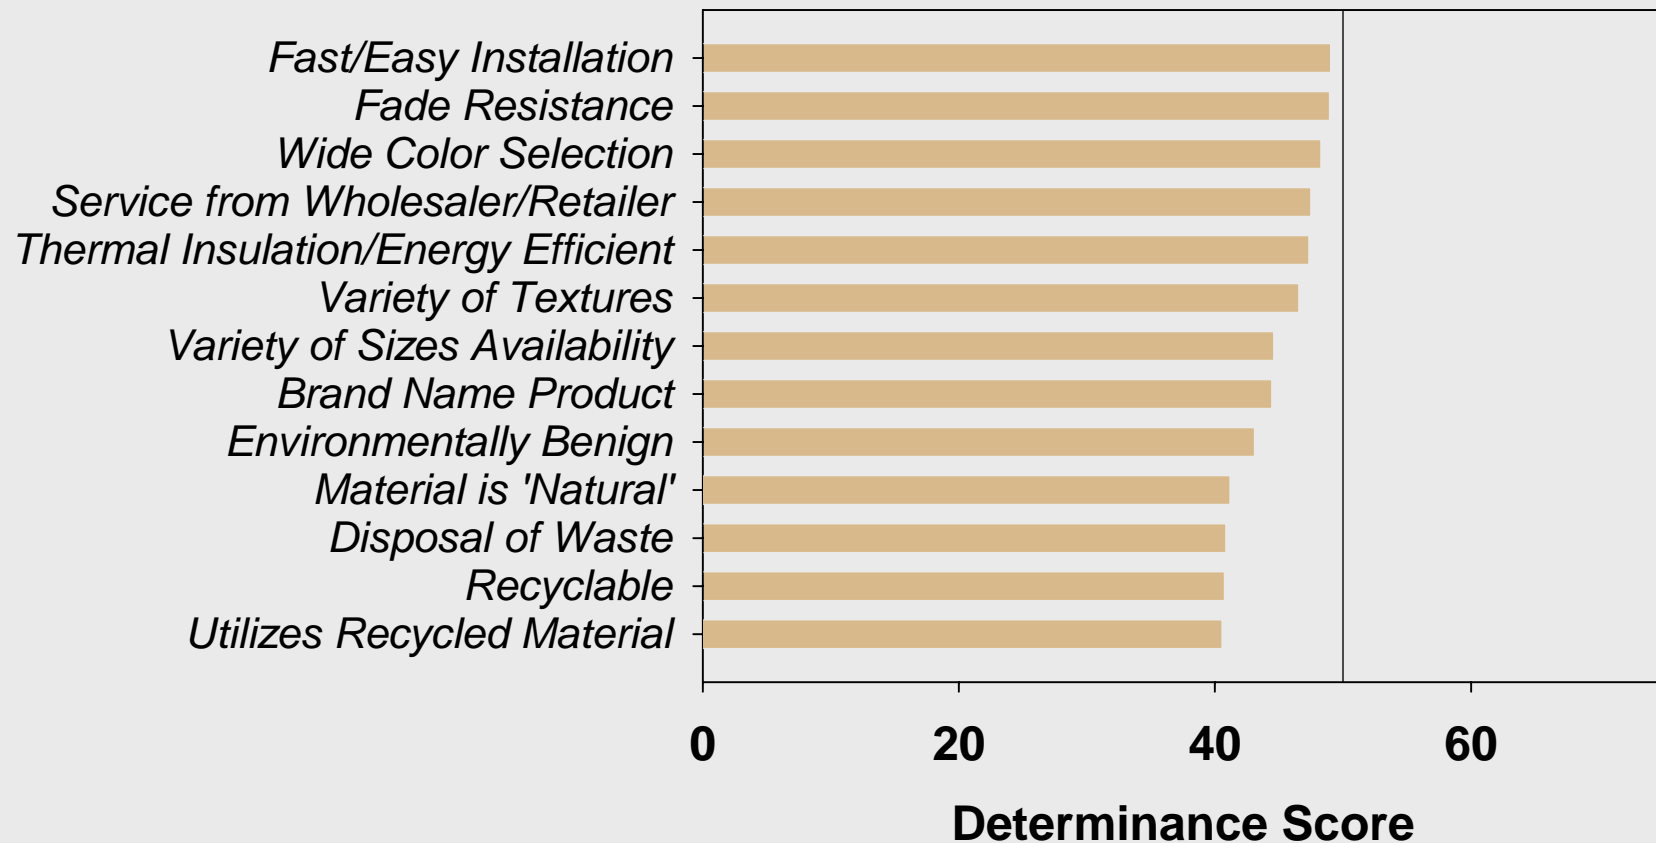 Fast/Easy Installation
Fade Resistance
Wide Color Selection
Service from Wholesaler/Retailer
Thermal Insulation/Energy Efficient
Variety of Textures
Variety of Sizes Availability
Brand Name Product
Environmentally Benign
Material is 'Natural'
Disposal of Waste
Recyclable
Utilizes Recycled Material
0 20 40 60
Determinance Score